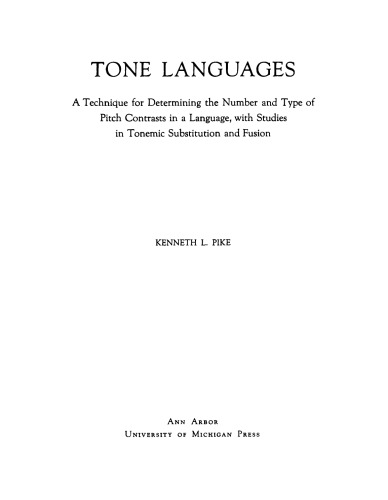 TONE LANGUAGES
A Technique for Determining the Number and Type of
Pitch Contrasts in a Language, with Studies
in Tonemic Substitution and Fusion
KENNETH L. PIKE
Ann Arbor
University of Michigan Press